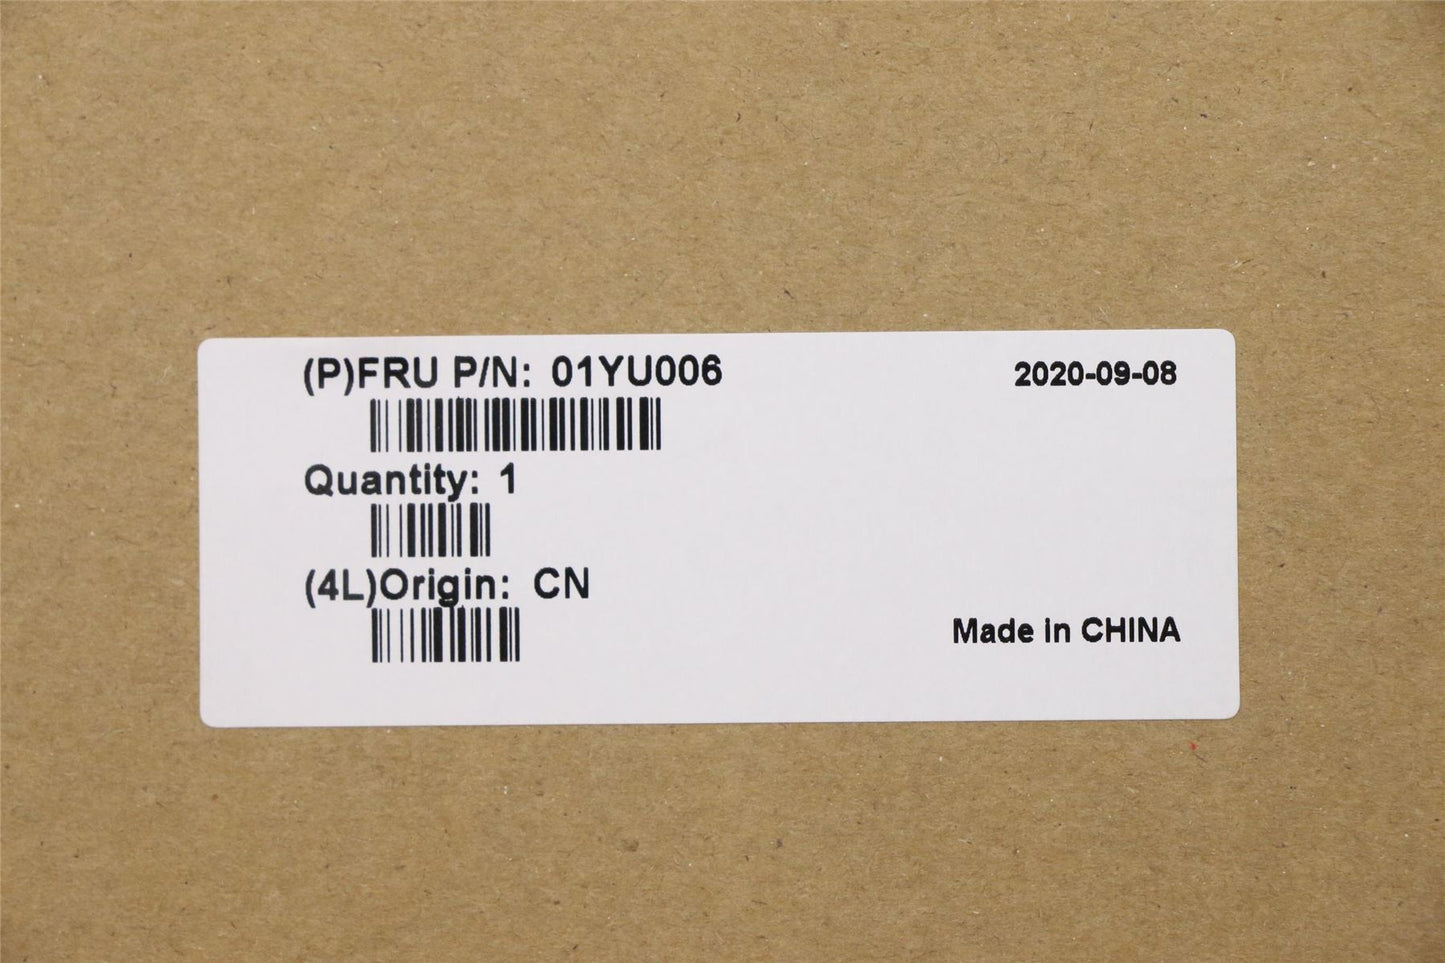 (P)FRU P/N: 01YU006
2020-09-08
Quantity: 1
(4L)Origin: CN
Made in CHINA